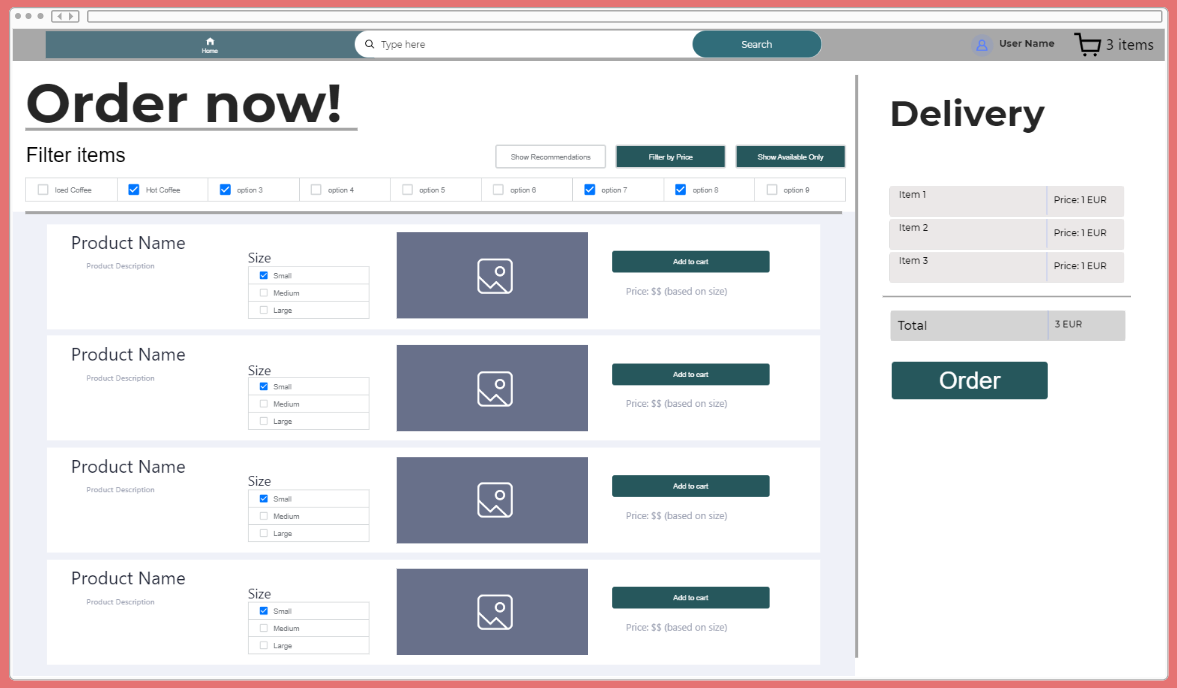 Home
Type here
Search
User Name
3 items
Order now!
Filter items
Show Recommendations
Filter by Price
Show Available Only
Iced Coffee
Hot Coffee
option 3
option 4
option 5
option 6
option 7
option 8
option 9
Product Name
Product Description
Size
Small
Medium
Large
Add to cart
Price: $$ (based on size)
Product Name
Product Description
Size
Small
Medium
Large
Add to cart
Price: $$ (based on size)
Product Name
Product Description
Size
Small
Medium
Large
Add to cart
Price: $$ (based on size)
Product Name
Product Description
Size
Small
Medium
Large
Add to cart
Price: $$ (based on size)
Delivery
Item 1
Price: 1 EUR
Item 2
Price: 1 EUR
Item 3
Price: 1 EUR
Total
3 EUR
Order